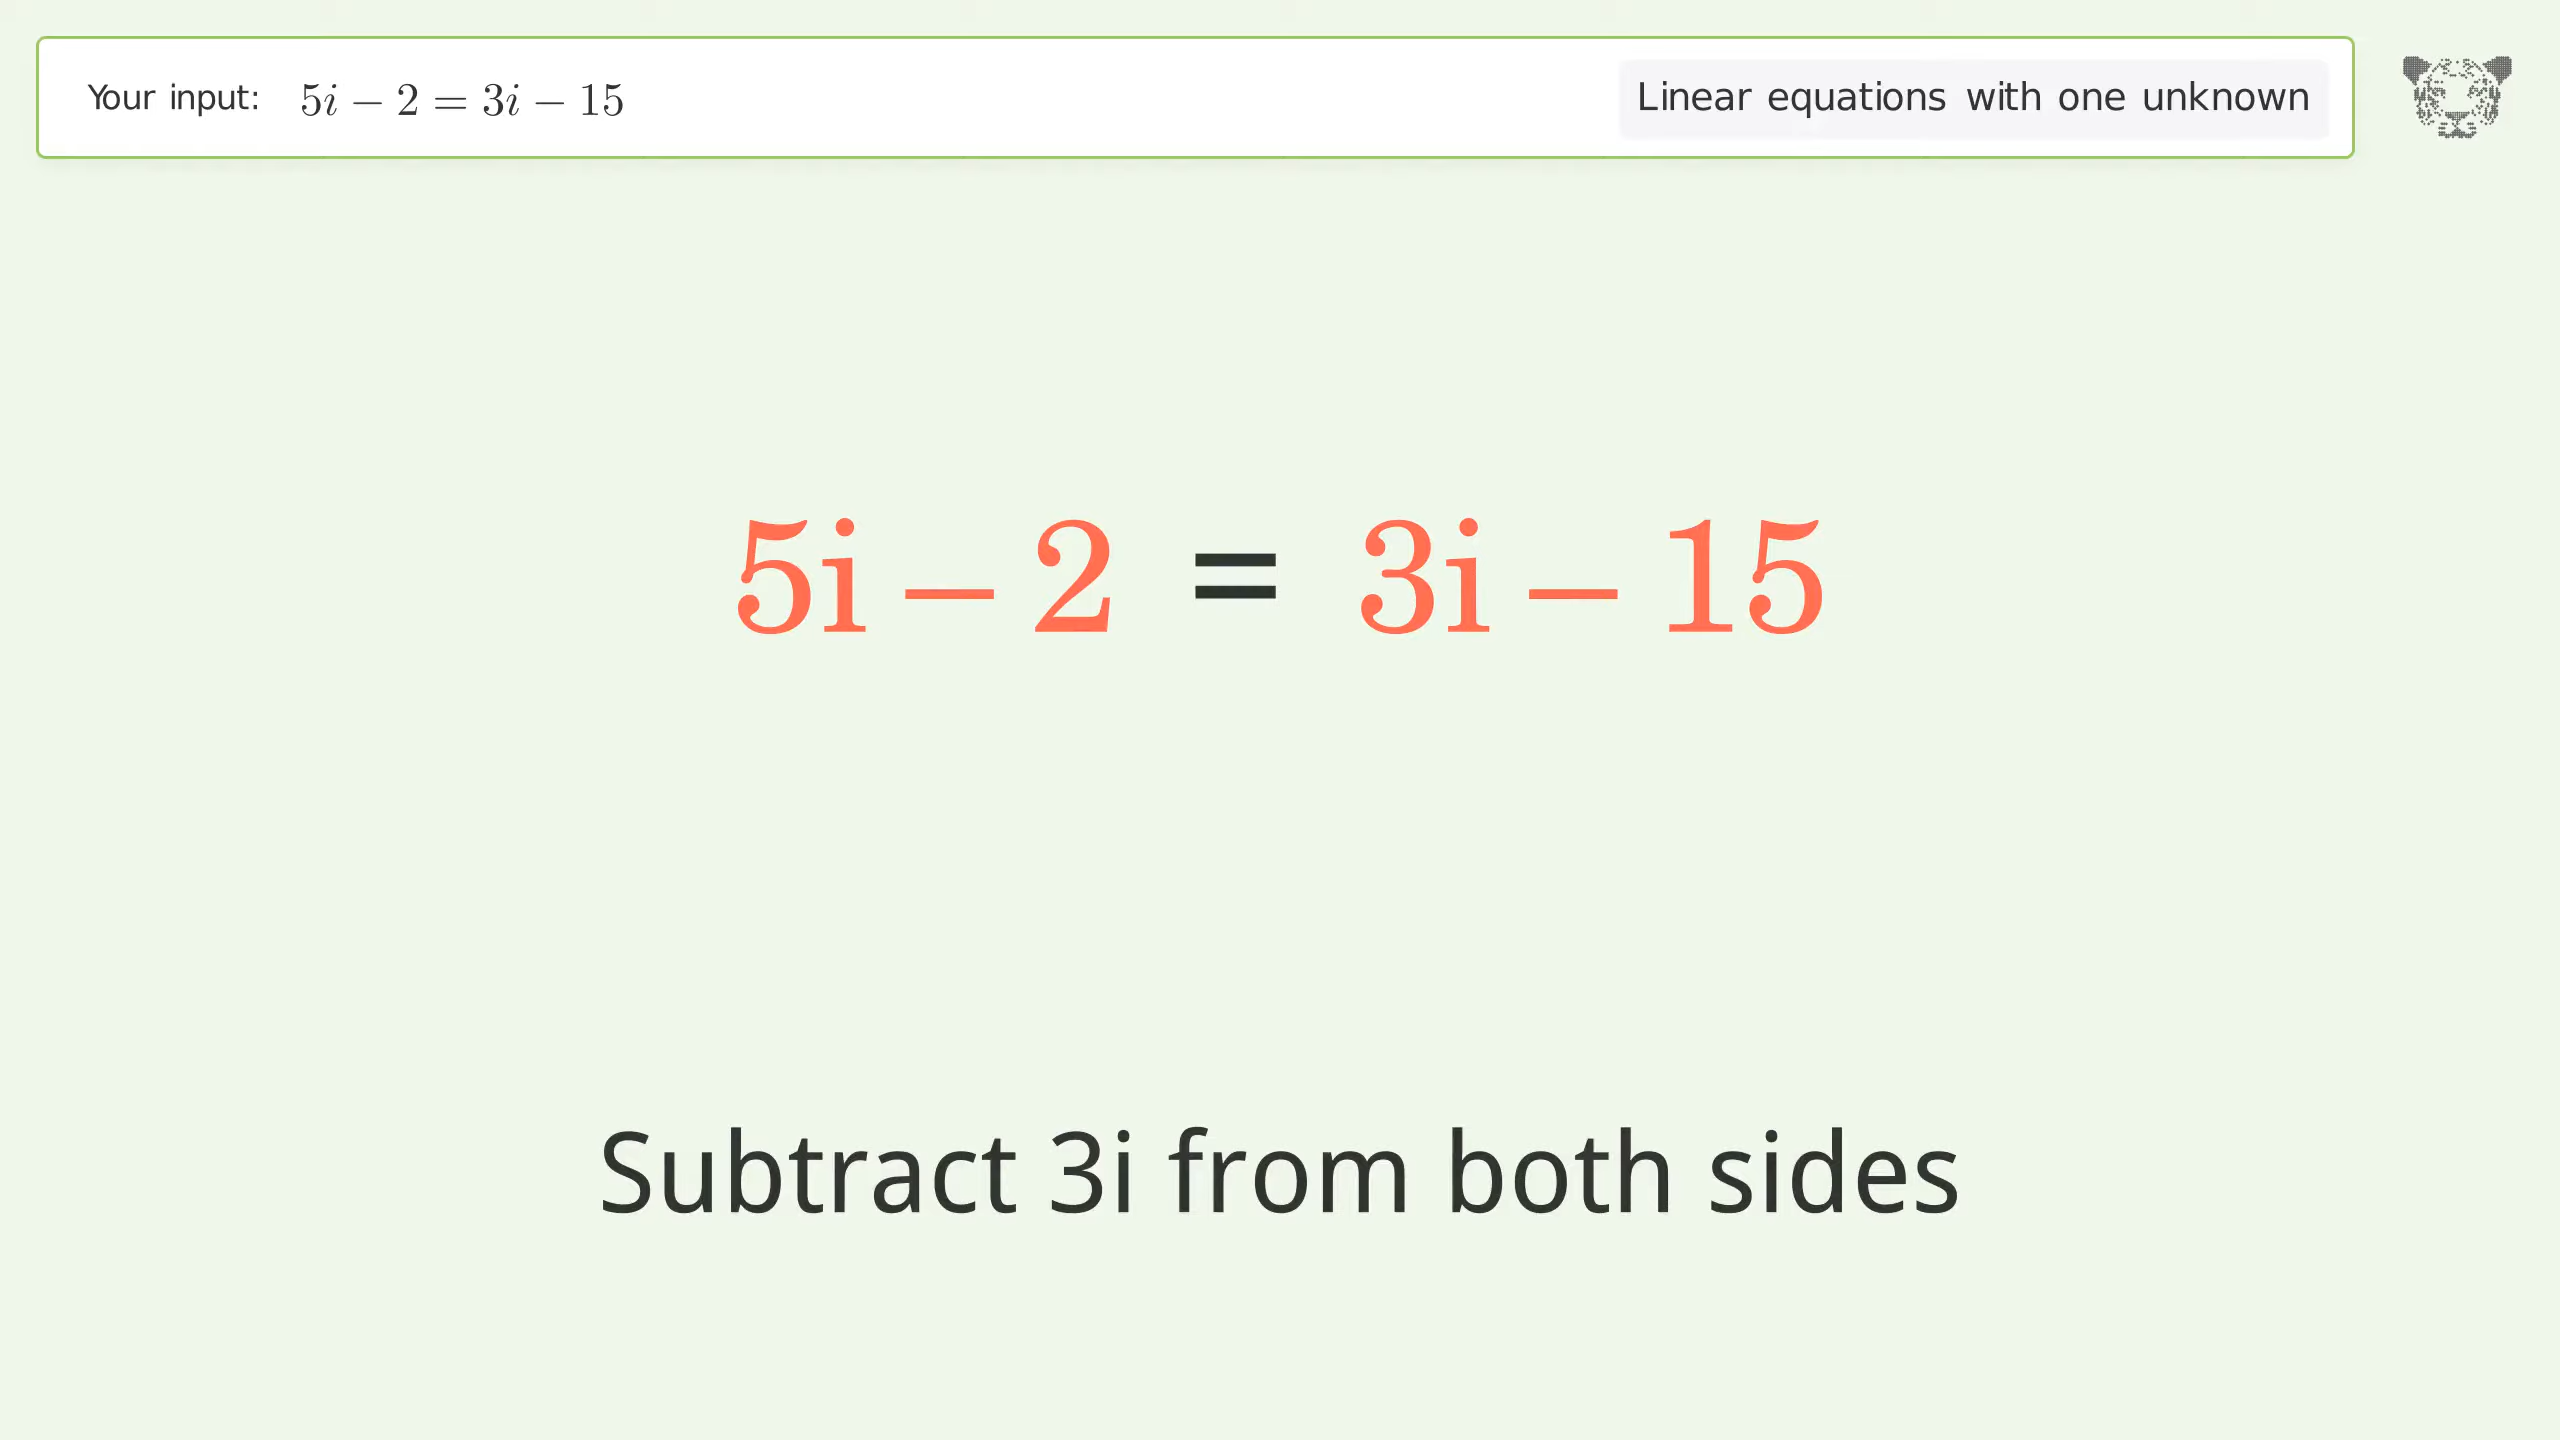 Your input: 5i − 2 = 3i − 15
Linear equations with one unknown
5i − 2 = 3i − 15
Subtract 3i from both sides